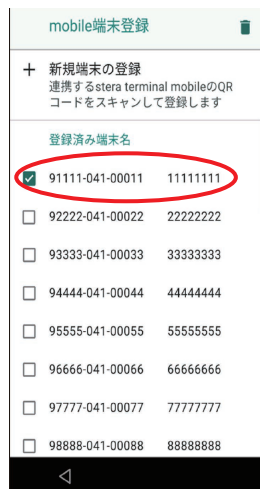 mobile端末登録
新規端末の登録
連携するstera terminal mobileのQR
コードをスキャンして登録します
登録済み端末名
91111-041-00011 11111111
92222-041-00022 22222222
93333-041-00033 33333333
94444-041-00044 44444444
95555-041-00055 55555555
96666-041-00066 66666666
97777-041-00077 77777777
98888-041-00088 88888888